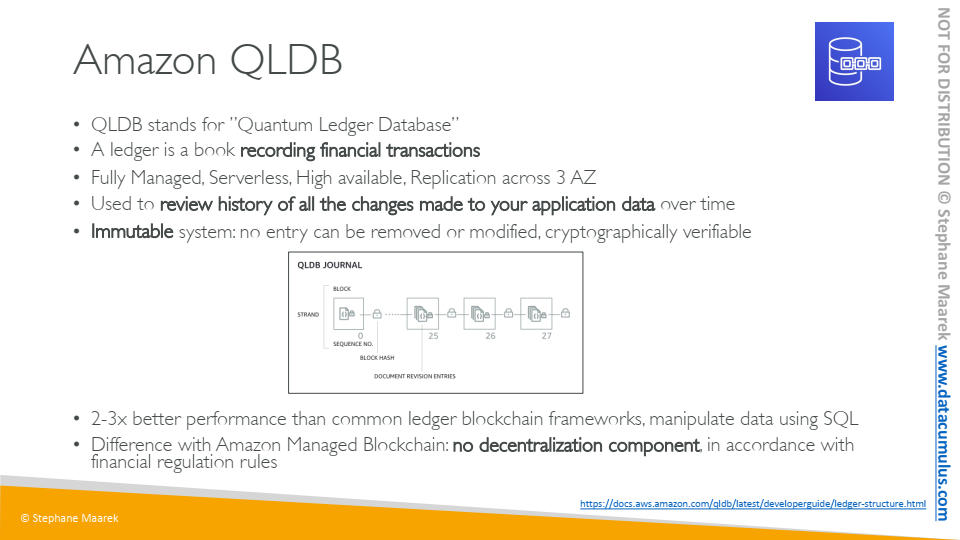 Amazon QLDB
• QLDB stands for ”Quantum Ledger Database”
• A ledger is a book recording financial transactions
• Fully Managed, Serverless, High available, Replication across 3 AZ
• Used to review history of all the changes made to your application data over time
• Immutable system: no entry can be removed or modified, cryptographically verifiable
QLDB JOURNAL
BLOCK
STRAND
0
25
26
27
SEQUENCE NO.
BLOCK HASH
DOCUMENT REVISION ENTRIES
• 2-3x better performance than common ledger blockchain frameworks, manipulate data using SQL
• Difference with Amazon Managed Blockchain: no decentralization component, in accordance with
financial regulation rules
https://docs.aws.amazon.com/qldb/latest/developerguide/ledger-structure.html
© Stephane Maarek
NOT FOR DISTRIBUTION © Stephane Maarek www.datacumulus.com